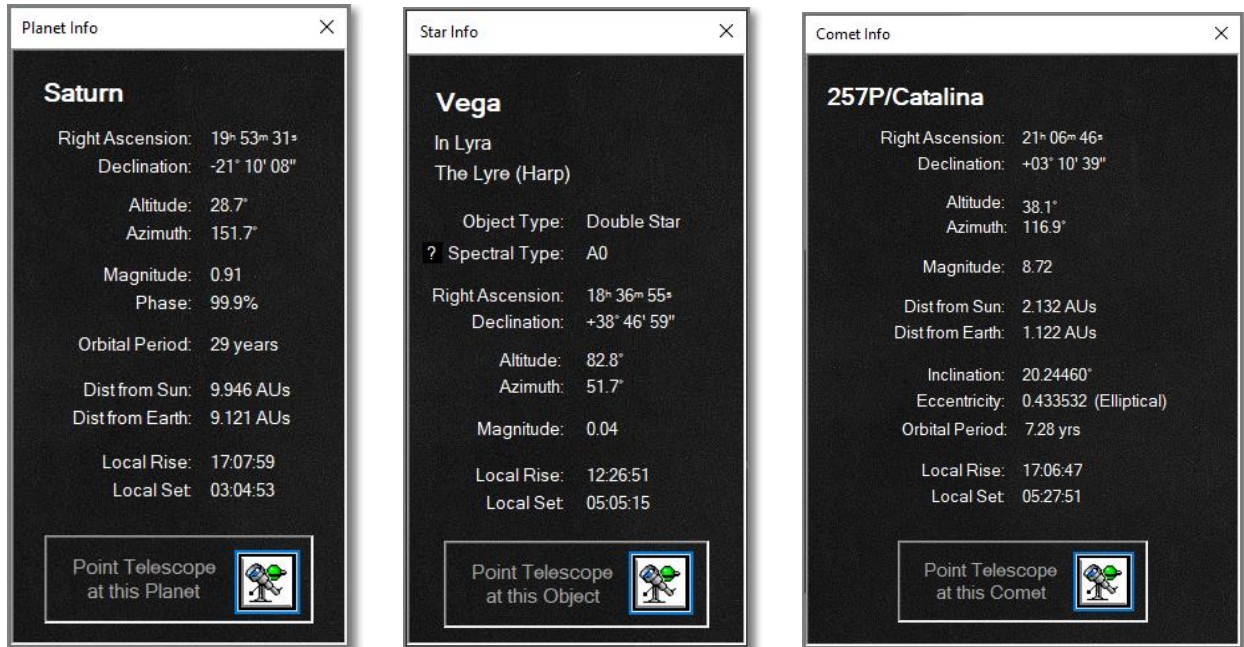 Planet Info
Saturn
Right Ascension: 19h 53m 31s
Declination: -21° 10' 08"
Altitude: 28.7°
Azimuth: 151.7°
Magnitude: 0.91
Phase: 99.9%
Orbital Period: 29 years
Dist from Sun: 9.946 AUs
Dist from Earth: 9.121 AUs
Local Rise: 17:07:59
Local Set: 03:04:53
Point Telescope
at this Planet
Star Info
Vega
In Lyra
The Lyre (Harp)
Object Type: Double Star
? Spectral Type: A0
Right Ascension: 18h 36m 55s
Declination: +38° 46' 59"
Altitude: 82.8°
Azimuth: 51.7°
Magnitude: 0.04
Local Rise: 12:26:51
Local Set: 05:05:15
Point Telescope
at this Object
Comet Info
257P/Catalina
Right Ascension: 21h 06m 46s
Declination: +03° 10' 39"
Altitude: 38.1°
Azimuth: 116.9°
Magnitude: 8.72
Dist from Sun: 2.132 AUs
Dist from Earth: 1.122 AUs
Inclination: 20.24460°
Eccentricity: 0.433532 (Elliptical)
Orbital Period: 7.28 yrs
Local Rise: 17:06:47
Local Set: 05:27:51
Point Telescope
at this Comet